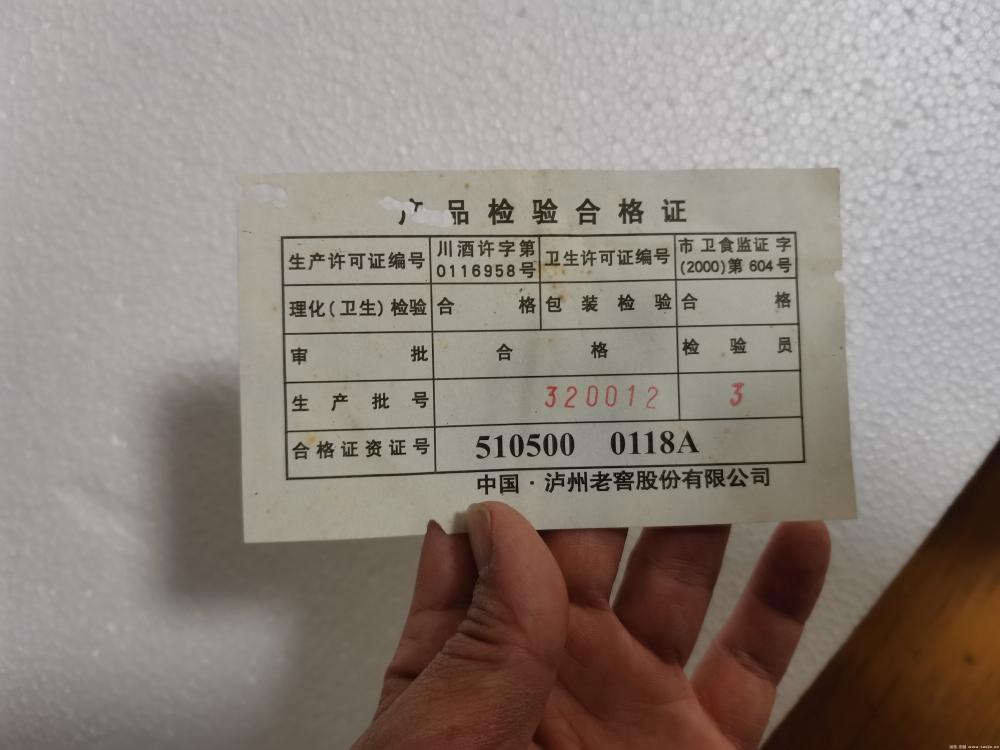 产品检验合格证
生产许可证编号 川酒许字第0116958号 卫生许可证编号 市卫食监证字(2000)第604号
理化(卫生)检验 合格 包装检验 合格
审批 合格 检验员
生产批号 320012 3
合格证资证号 510500 0118A
中国·泸州老窖股份有限公司